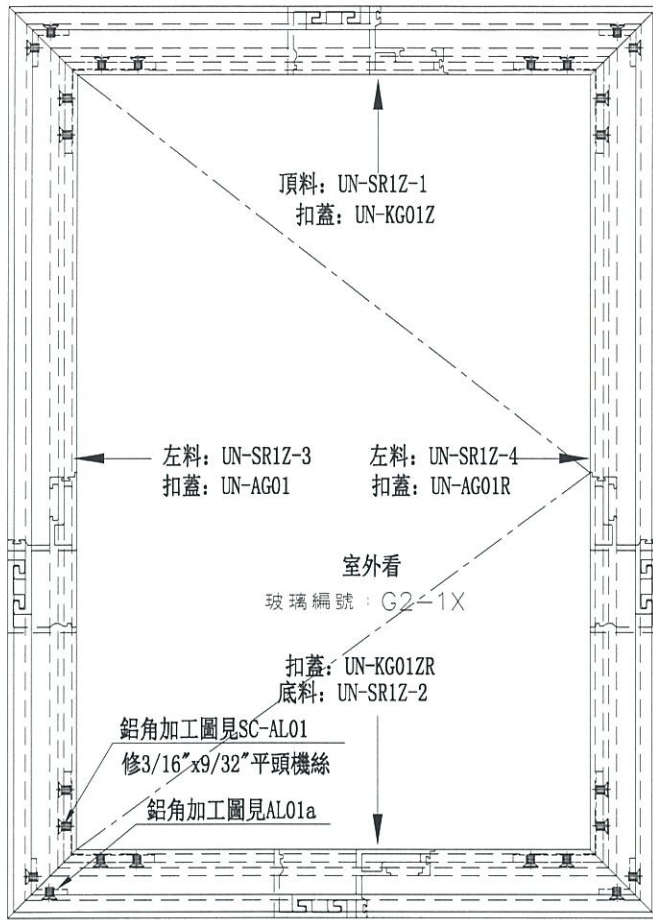 頂料: UN-SR1Z-1
扣蓋: UN-KG01Z
左料: UN-SR1Z-3
扣蓋: UN-AG01
左料: UN-SR1Z-4
扣蓋: UN-AG01R
室外看
玻璃編號：G2-1X
扣蓋: UN-KG01ZR
底料: UN-SR1Z-2
鋁角加工圖見SC-AL01
修3/16"x9/32"平頭機絲
鋁角加工圖見AL01a